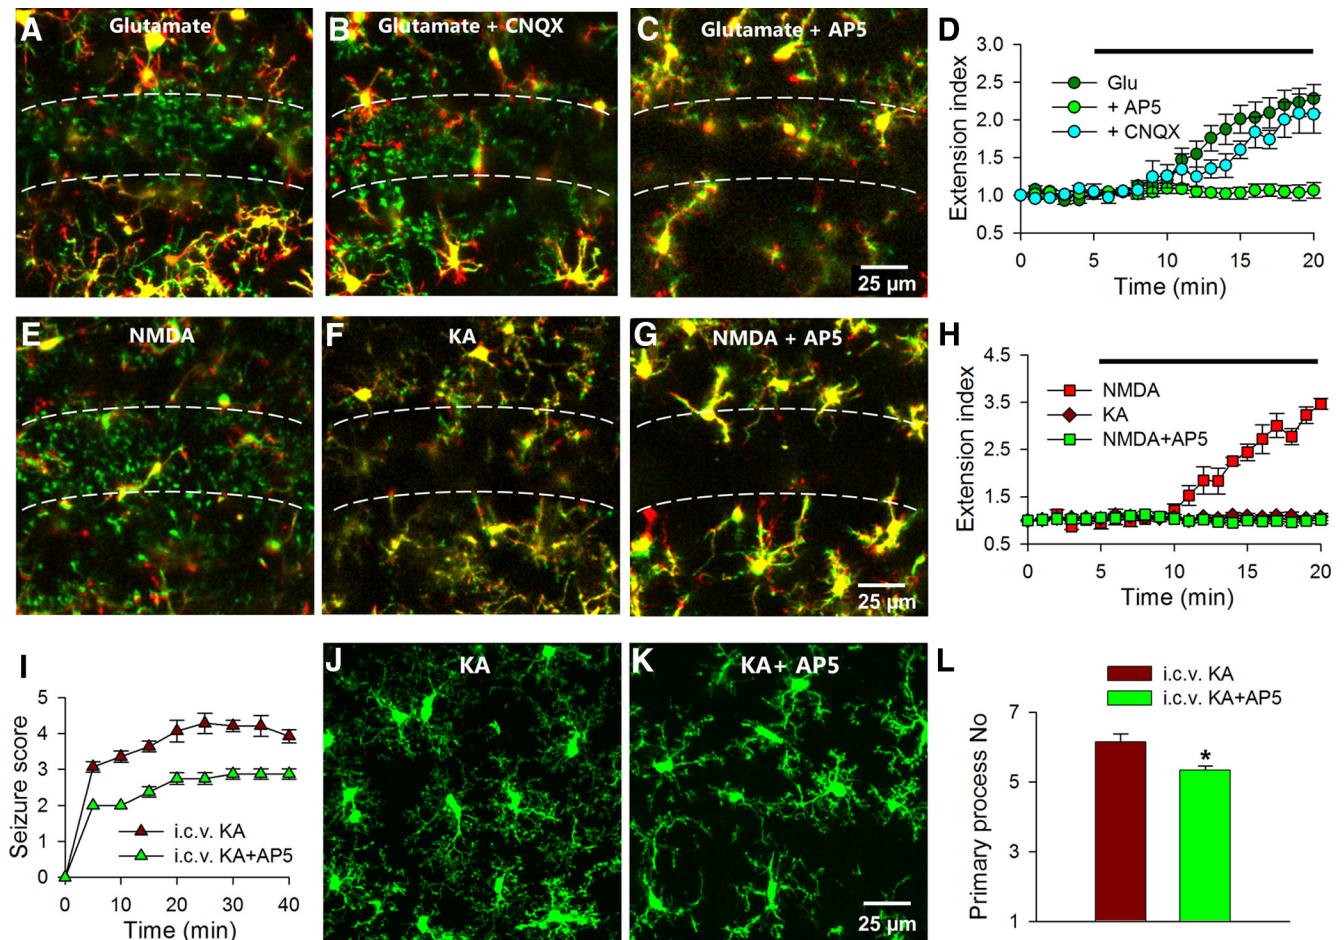 A
Glutamate
B
Glutamate + CNQX
C
Glutamate + AP5
25 µm
D
3.0
2.5
2.0
1.5
1.0
0.5
Extension index
Glu
+ AP5
+ CNQX
0 5 10 15 20
Time (min)
E
NMDA
F
KA
G
NMDA + AP5
25 µm
H
4.5
3.5
2.5
1.5
0.5
Extension index
NMDA
KA
NMDA+AP5
0 5 10 15 20
Time (min)
I
5
4
3
2
1
0
Seizure score
i.c.v. KA
i.c.v. KA+AP5
0 10 20 30 40
Time (min)
J
KA
K
KA+ AP5
25 µm
L
i.c.v. KA
i.c.v. KA+AP5
7
5
3
1
Primary process No
*